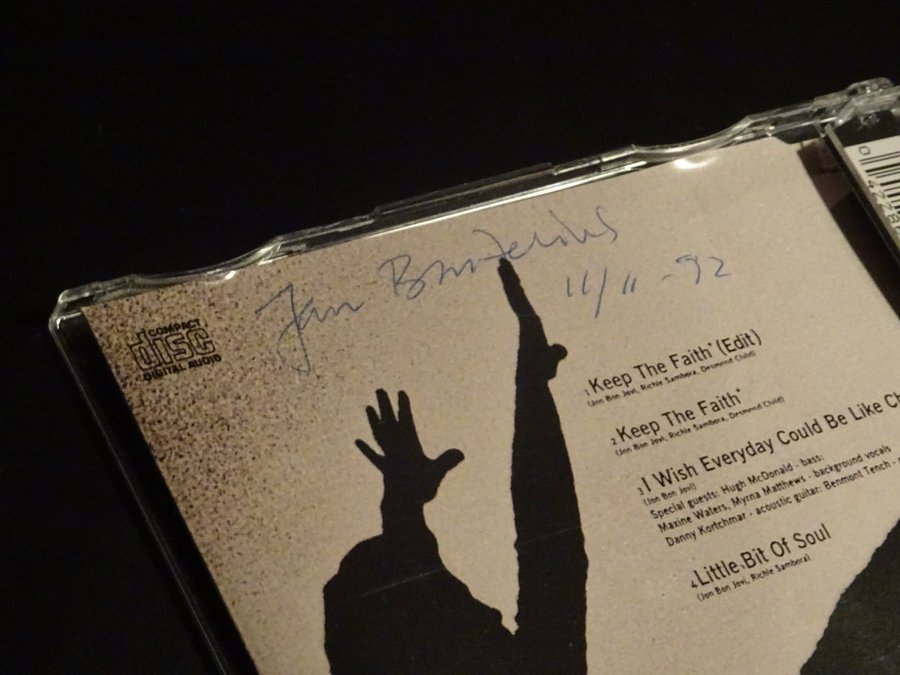 Jan
11/11 -92
COMPACT
disc
DIGITAL AUDIO
1 Keep The Faith* (Edit)
(Jon Bon Jovi, Richie Sambora, Desmond Child)
2 Keep The Faith*
(Jon Bon Jovi, Richie Sambora, Desmond Child)
3 I Wish Everyday Could Be Like Ch
(Jon Bon Jovi)
Special guests: Hugh McDonald - bass;
Maxine Waters, Myrna Matthews - background vocals
Danny Kortchmar - acoustic guitar: Benmont Tench -
4 Little Bit Of Soul
(Jon Bon Jovi, Richie Sambora)